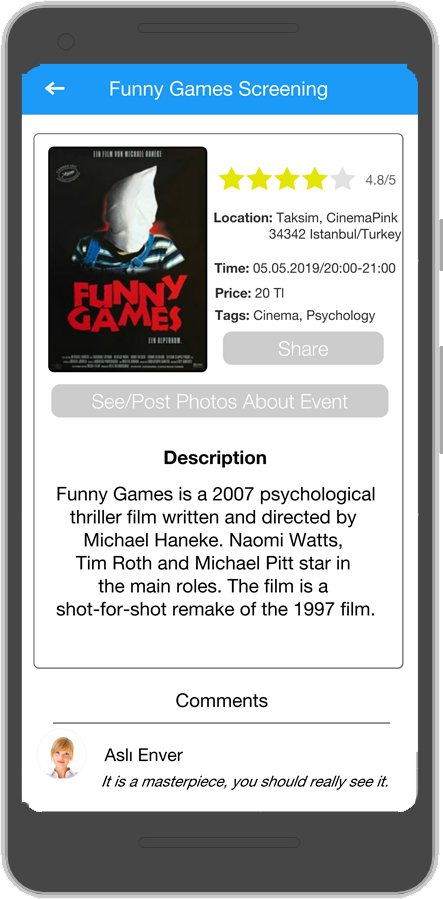 Funny Games Screening
EIN FILM VON MICHAEL HANEKE
FUNNY
GAMES
EIN ALPTRAUM.
4.8/5
Location: Taksim, CinemaPink
34342 Istanbul/Turkey
Time: 05.05.2019/20:00-21:00
Price: 20 Tl
Tags: Cinema, Psychology
Share
See/Post Photos About Event
Description
Funny Games is a 2007 psychological
thriller film written and directed by
Michael Haneke. Naomi Watts,
Tim Roth and Michael Pitt star in
the main roles. The film is a
shot-for-shot remake of the 1997 film.
Comments
Aslı Enver
It is a masterpiece, you should really see it.